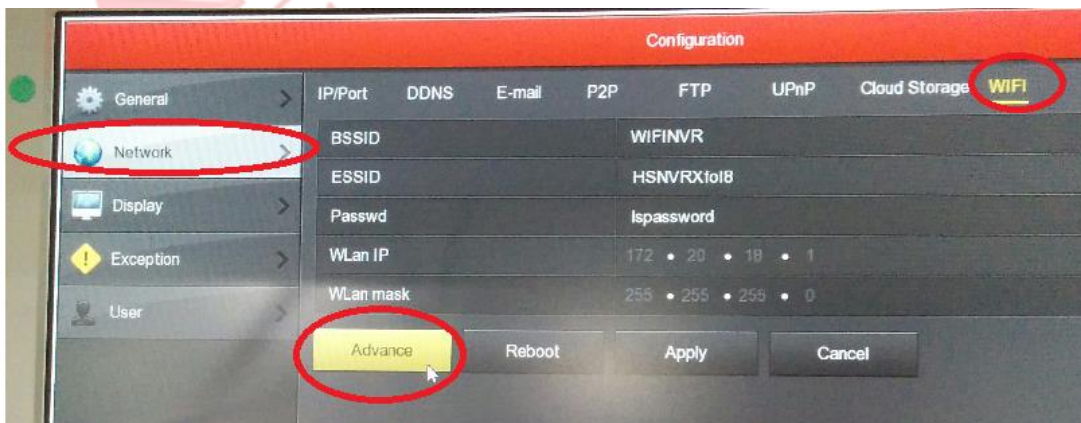 Configuration
General
Network
Display
Exception
User
IP/Port DDNS E-mail P2P FTP UPnP Cloud Storage WIFI
BSSID WIFINVR
ESSID HSNVRXfol8
Passwd lspassword
WLan IP 172 • 20 • 18 • 1
WLan mask 255 • 255 • 255 • 0
Advance Reboot Apply Cancel